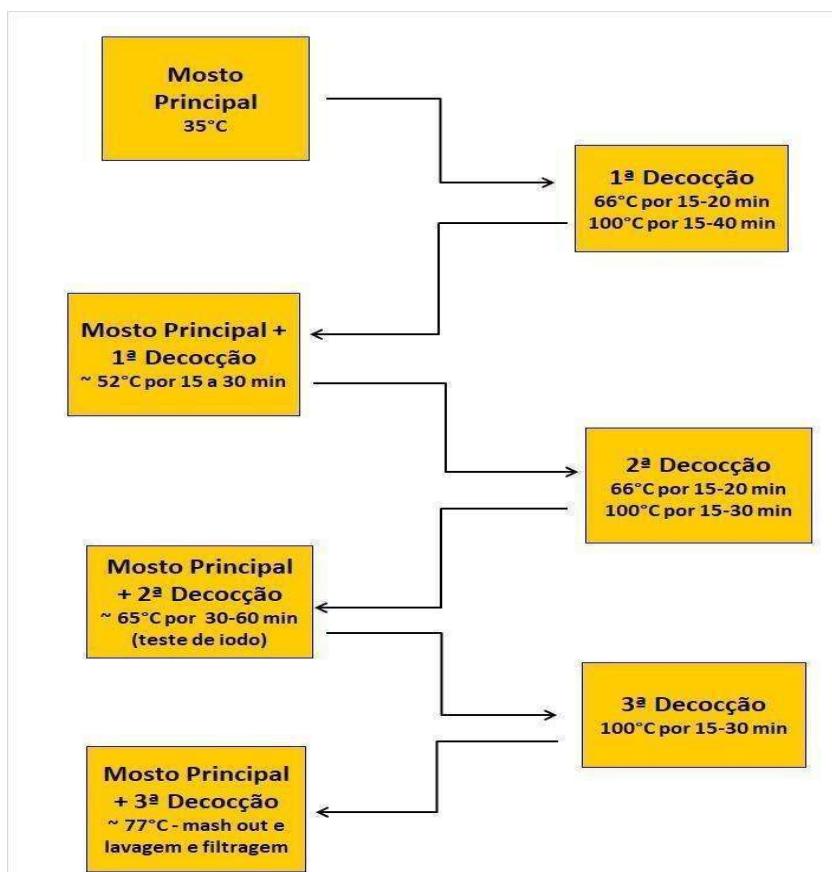 Mosto
Principal
35°C
1ª Decocção
66°C por 15-20 min
100°C por 15-40 min
Mosto Principal +
1ª Decocção
~ 52°C por 15 a 30 min
2ª Decocção
66°C por 15-20 min
100°C por 15-30 min
Mosto Principal
+ 2ª Decocção
~ 65°C por 30-60 min
(teste de iodo)
3ª Decocção
100°C por 15-30 min
Mosto Principal
+ 3ª Decocção
~ 77°C - mash out e
lavagem e filtragem